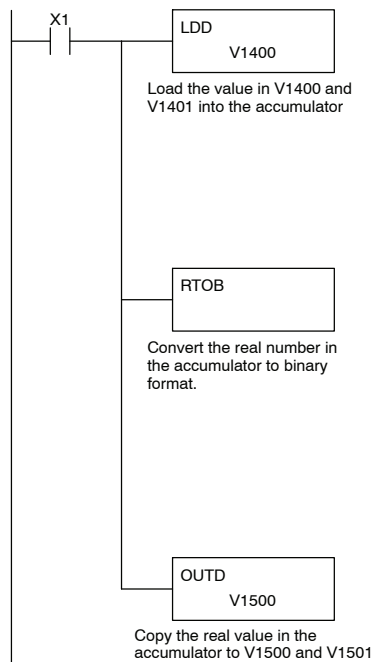 X1
LDD
V1400
Load the value in V1400 and
V1401 into the accumulator
RTOB
Convert the real number in
the accumulator to binary
format.
OUTD
V1500
Copy the real value in the
accumulator to V1500 and V1501